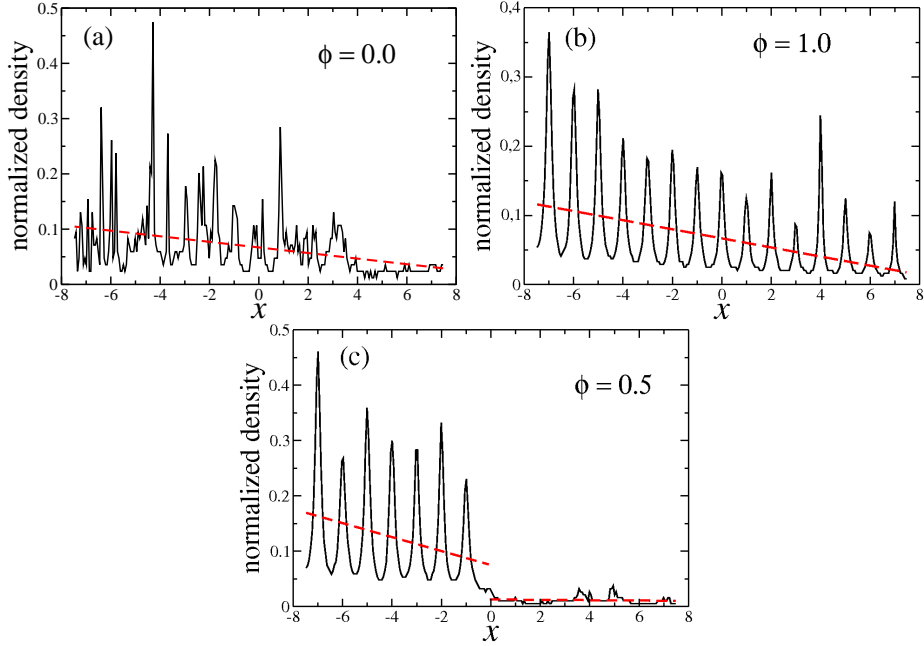 (a)
ϕ = 0.0
normalized density
0.5
0.4
0.3
0.2
0.1
0
-8 -6 -4 -2 0 2 4 6 8
x
(b)
ϕ = 1.0
normalized density
0,4
0,3
0,2
0,1
0
-8 -6 -4 -2 0 2 4 6 8
x
(c)
ϕ = 0.5
normalized density
0.5
0.4
0.3
0.2
0.1
0
-8 -6 -4 -2 0 2 4 6 8
x